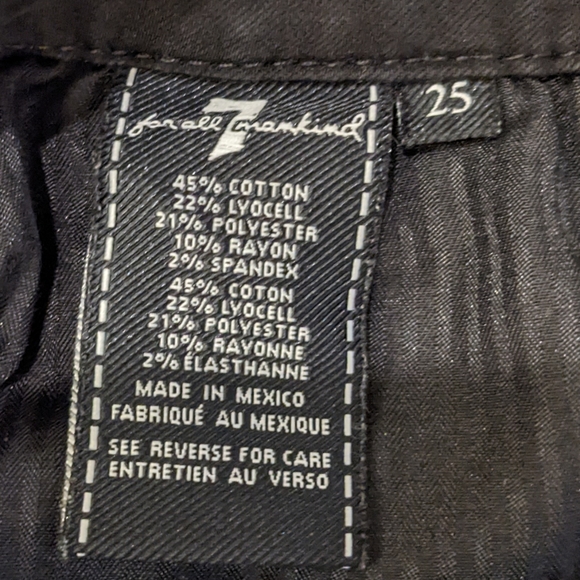 for all 7 mankind
25
45% COTTON
22% LYOCELL
21% POLYESTER
10% RAYON
2% SPANDEX
45% COTON
22% LYOCELL
21% POLYESTER
10% RAYONNE
2% ÉLASTHANNE
MADE IN MEXICO
FABRIQUÉ AU MEXIQUE
SEE REVERSE FOR CARE
ENTRETIEN AU VERSO